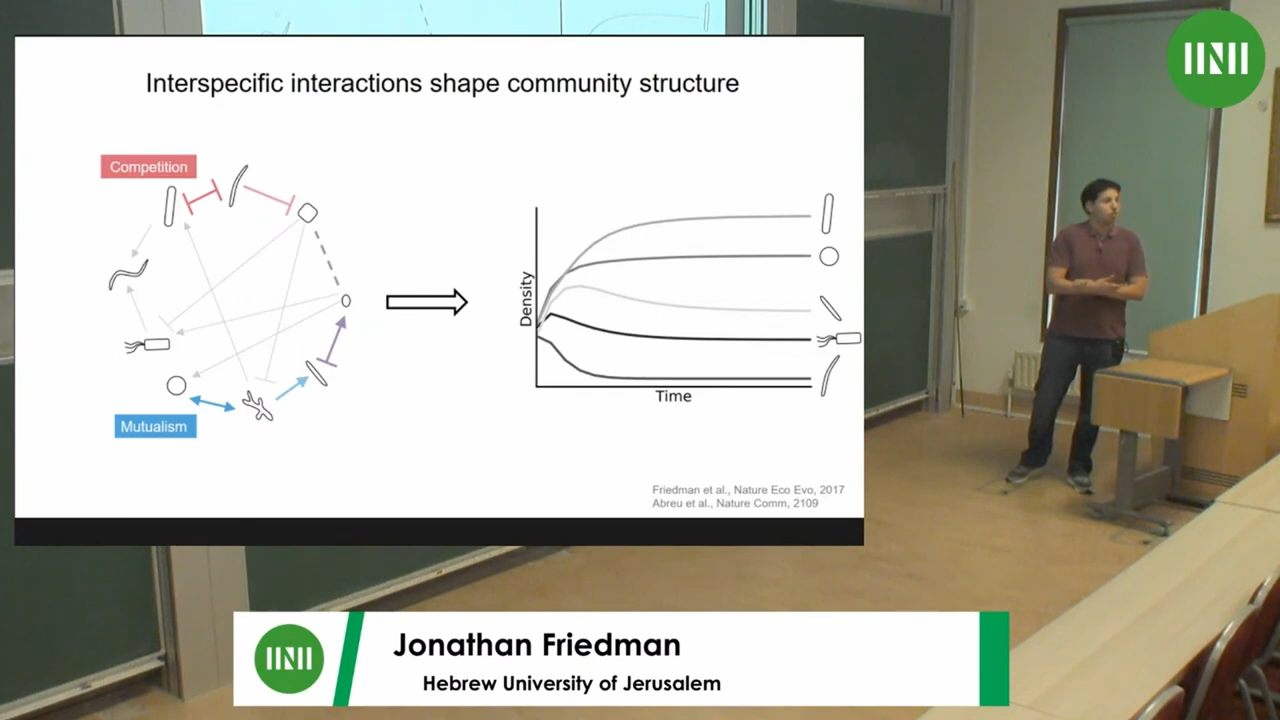 Interspecific interactions shape community structure
Competition
Mutualism
Density
Time
Friedman et al., Nature Eco Evo, 2017
Abreu et al., Nature Comm, 2109
Jonathan Friedman
Hebrew University of Jerusalem